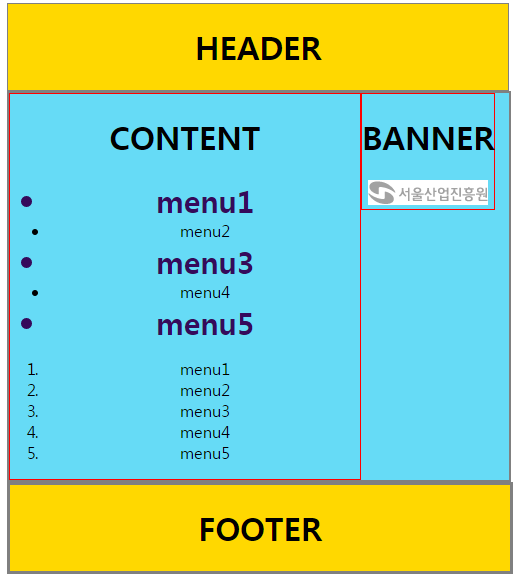 HEADER
CONTENT
menu1
menu2
menu3
menu4
menu5
1. menu1
2. menu2
3. menu3
4. menu4
5. menu5
BANNER
서울산업진흥원
FOOTER